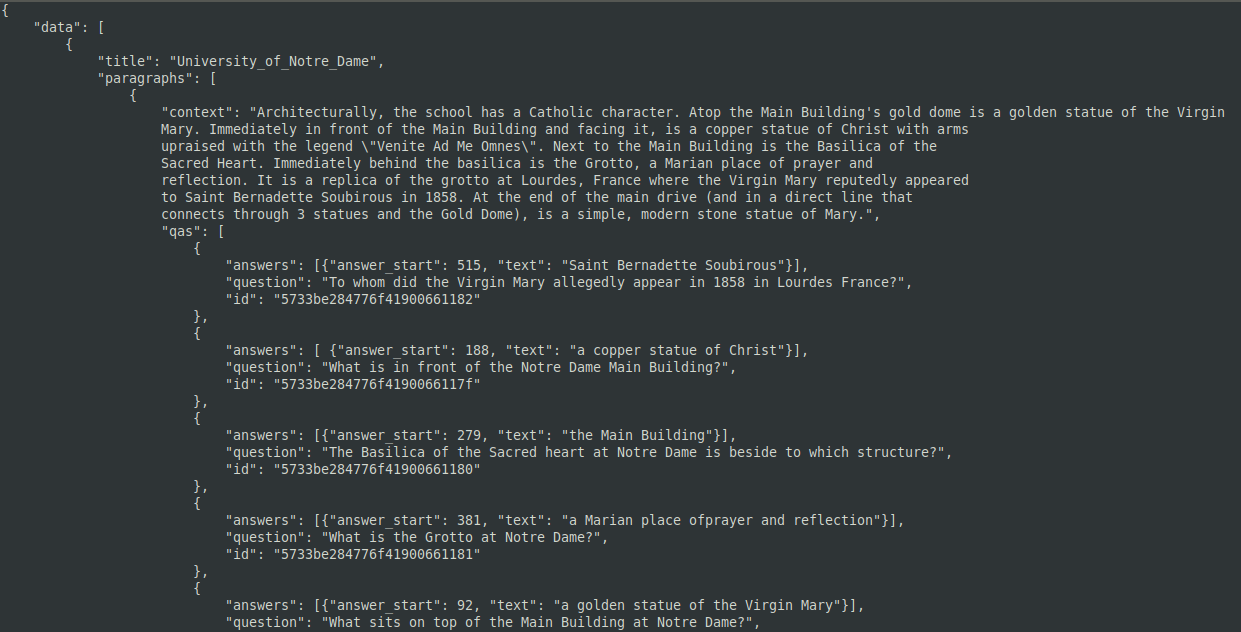 {
    "data": [
        {
            "title": "University_of_Notre_Dame",
            "paragraphs": [
                {
                    "context": "Architecturally, the school has a Catholic character. Atop the Main Building's gold dome is a golden statue of the Virgin
                    Mary. Immediately in front of the Main Building and facing it, is a copper statue of Christ with arms
                    upraised with the legend \"Venite Ad Me Omnes\". Next to the Main Building is the Basilica of the
                    Sacred Heart. Immediately behind the basilica is the Grotto, a Marian place of prayer and
                    reflection. It is a replica of the grotto at Lourdes, France where the Virgin Mary reputedly appeared
                    to Saint Bernadette Soubirous in 1858. At the end of the main drive (and in a direct line that
                    connects through 3 statues and the Gold Dome), is a simple, modern stone statue of Mary.",
                    "qas": [
                        {
                            "answers": [{"answer_start": 515, "text": "Saint Bernadette Soubirous"}],
                            "question": "To whom did the Virgin Mary allegedly appear in 1858 in Lourdes France?",
                            "id": "5733be284776f41900661182"
                        },
                        {
                            "answers": [ {"answer_start": 188, "text": "a copper statue of Christ"}],
                            "question": "What is in front of the Notre Dame Main Building?",
                            "id": "5733be284776f4190066117f"
                        },
                        {
                            "answers": [{"answer_start": 279, "text": "the Main Building"}],
                            "question": "The Basilica of the Sacred heart at Notre Dame is beside to which structure?",
                            "id": "5733be284776f41900661180"
                        },
                        {
                            "answers": [{"answer_start": 381, "text": "a Marian place ofprayer and reflection"}],
                            "question": "What is the Grotto at Notre Dame?",
                            "id": "5733be284776f41900661181"
                        },
                        {
                            "answers": [{"answer_start": 92, "text": "a golden statue of the Virgin Mary"}],
                            "question": "What sits on top of the Main Building at Notre Dame?",